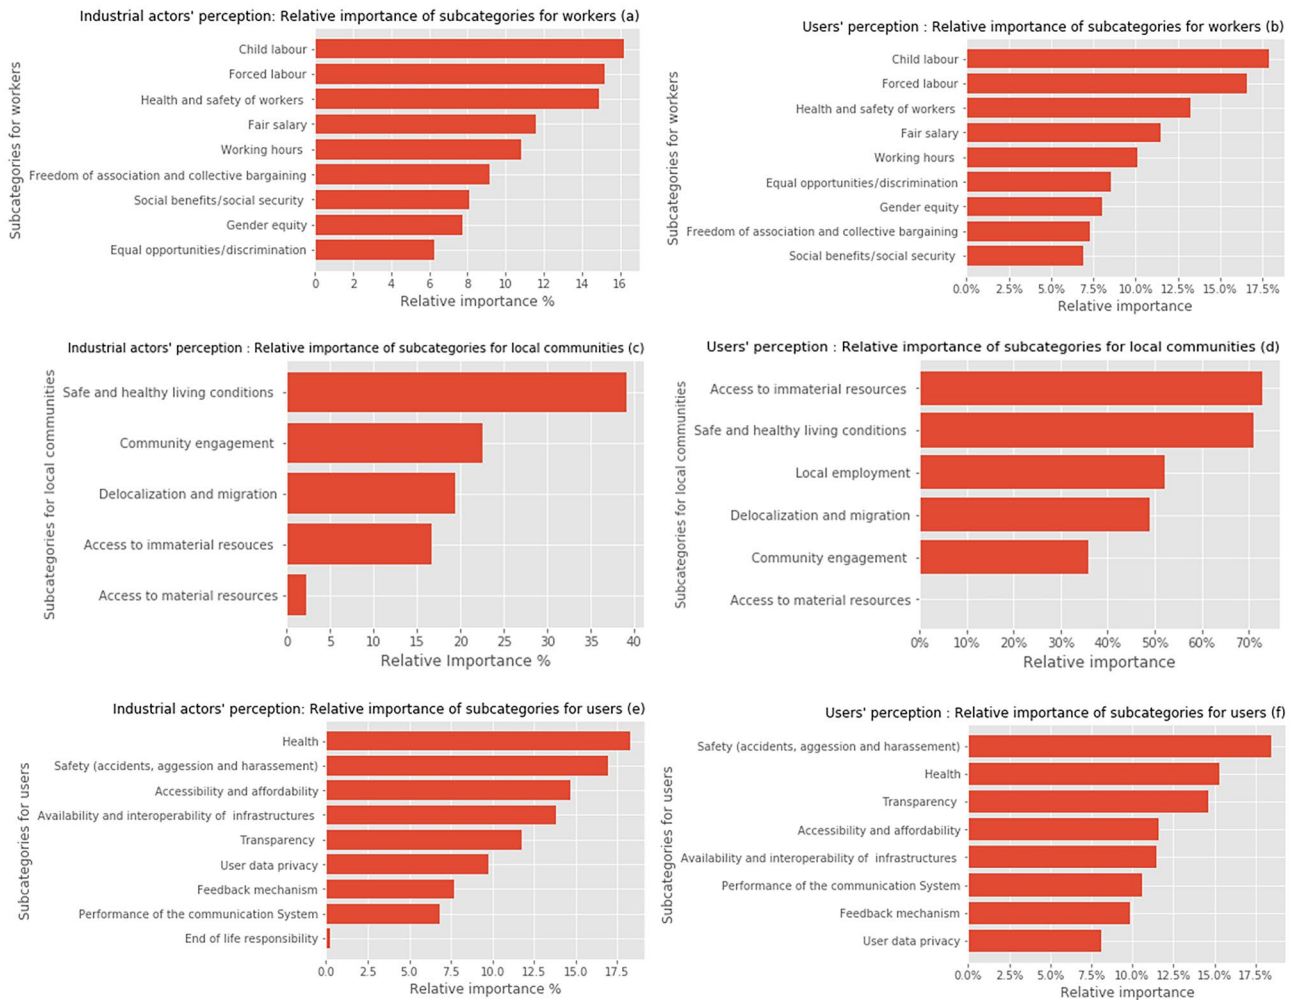 Industrial actors' perception: Relative importance of subcategories for workers (a)
Subcategories for workers
Child labour
Forced labour
Health and safety of workers
Fair salary
Working hours
Freedom of association and collective bargaining
Social benefits/social security
Gender equity
Equal opportunities/discrimination
0 2 4 6 8 10 12 14 16
Relative importance %
Users' perception : Relative importance of subcategories for workers (b)
Subcategories for workers
Child labour
Forced labour
Health and safety of workers
Fair salary
Working hours
Equal opportunities/discrimination
Gender equity
Freedom of association and collective bargaining
Social benefits/social security
0.0% 2.5% 5.0% 7.5% 10.0% 12.5% 15.0% 17.5%
Relative importance
Industrial actors' perception : Relative importance of subcategories for local communities (c)
Subcategories for local communities
Safe and healthy living conditions
Community engagement
Delocalization and migration
Access to immaterial resouces
Access to material resources
0 5 10 15 20 25 30 35 40
Relative Importance %
Users' perception : Relative importance of subcategories for local communities (d)
Subcategories for local communities
Access to immaterial resources
Safe and healthy living conditions
Local employment
Delocalization and migration
Community engagement
Access to material resources
0% 10% 20% 30% 40% 50% 60% 70%
Relative importance
Industrial actors' perception: Relative importance of subcategories for users (e)
Subcategories for users
Health
Safety (accidents, aggession and harassement)
Accessibility and affordability
Availability and interoperability of infrastructures
Transparency
User data privacy
Feedback mechanism
Performance of the communication System
End of life responsibility
0.0 2.5 5.0 7.5 10.0 12.5 15.0 17.5
Relative importance %
Users' perception : Relative importance of subcategories for users (f)
Subcategories for users
Safety (accidents, aggession and harassement)
Health
Transparency
Accessibility and affordability
Availability and interoperability of infrastructures
Performance of the communication System
Feedback mechanism
User data privacy
0.0% 2.5% 5.0% 7.5% 10.0% 12.5% 15.0% 17.5%
Relative importance